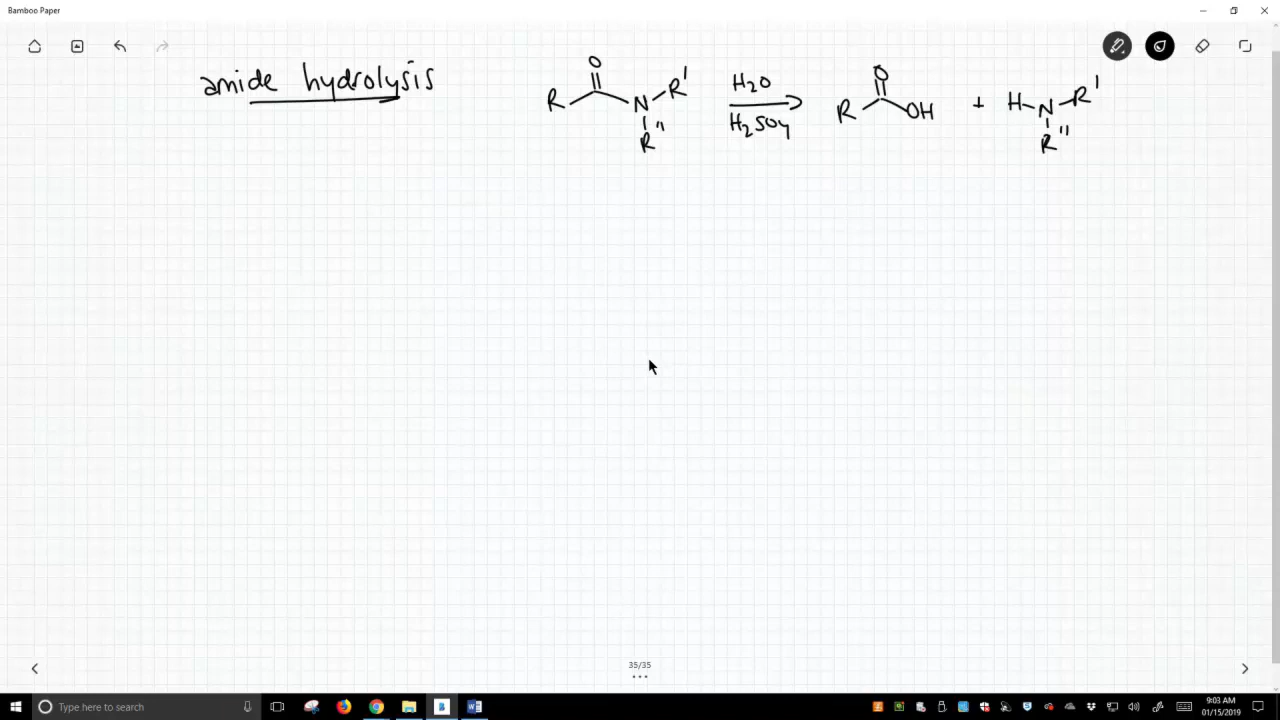 Bamboo Paper
amide hydrolysis
O
R N R'
R"
H2O
H2SO4
O
R OH
+
H-N R'
R"
35/35
Type here to search
9:03 AM
01/15/2019